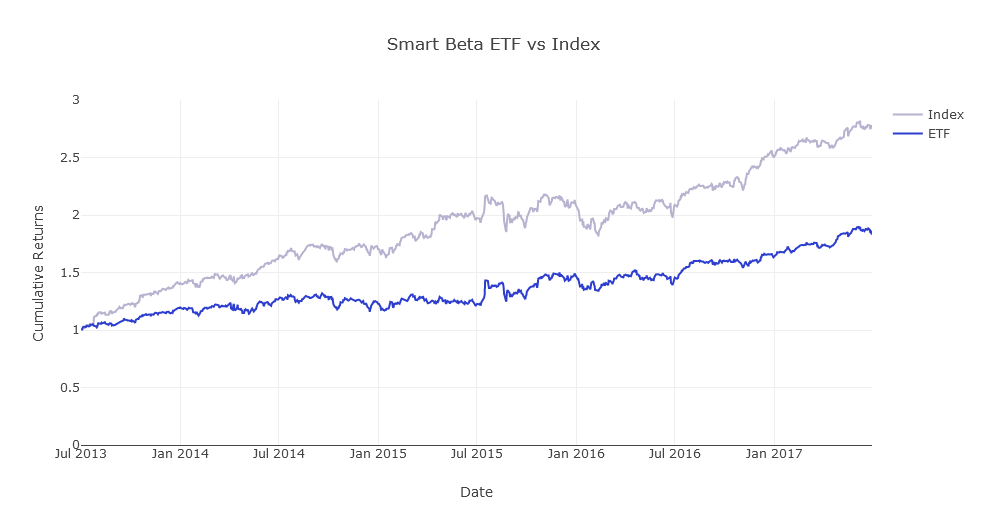 Smart Beta ETF vs Index
Index
ETF
Cumulative Returns
3
2.5
2
1.5
1
0.5
0
Jul 2013
Jan 2014
Jul 2014
Jan 2015
Jul 2015
Jan 2016
Jul 2016
Jan 2017
Date